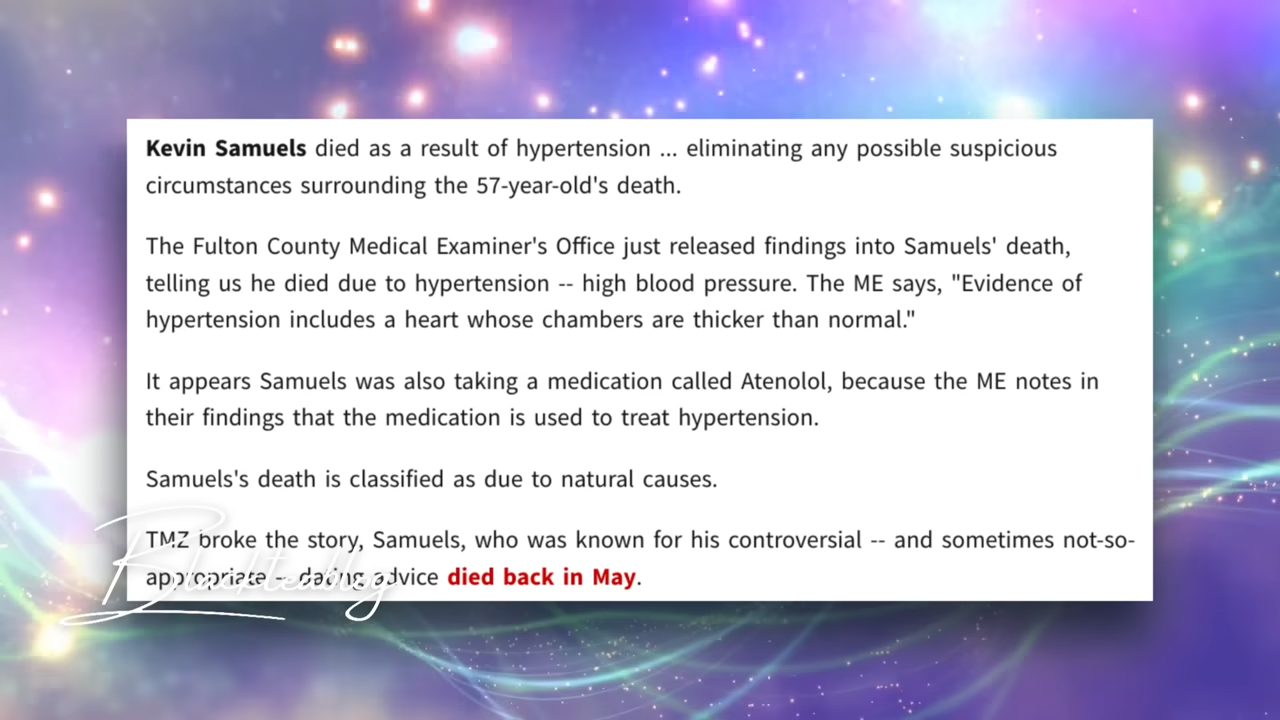 Kevin Samuels died as a result of hypertension ... eliminating any possible suspicious
circumstances surrounding the 57-year-old's death.
The Fulton County Medical Examiner's Office just released findings into Samuels' death,
telling us he died due to hypertension -- high blood pressure. The ME says, "Evidence of
hypertension includes a heart whose chambers are thicker than normal."
It appears Samuels was also taking a medication called Atenolol, because the ME notes in
their findings that the medication is used to treat hypertension.
Samuels's death is classified as due to natural causes.
TMZ broke the story, Samuels, who was known for his controversial -- and sometimes not-so-
appropriate -- dating advice died back in May.